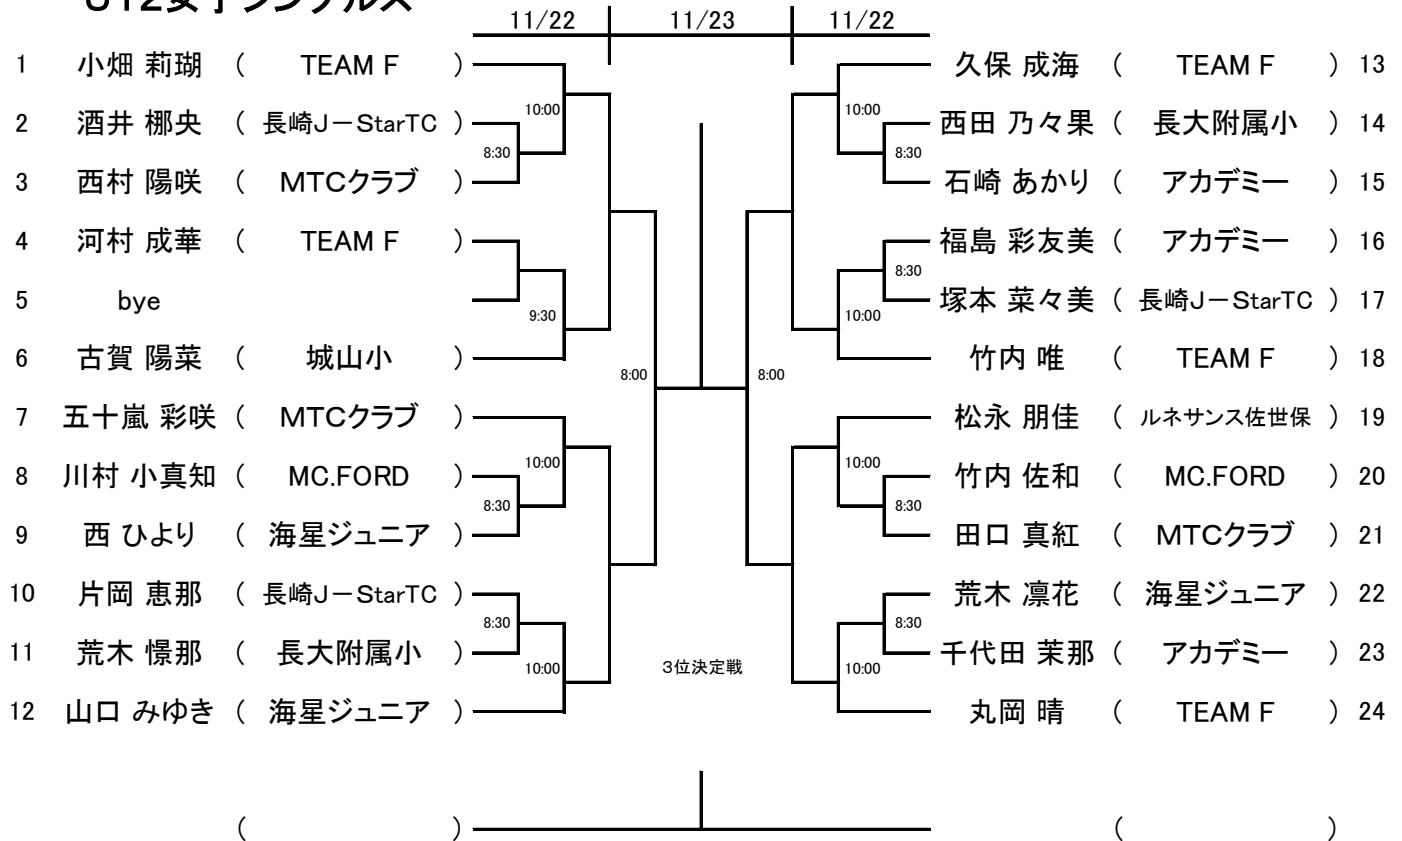 U12女子シングルス
11/22 11/23 11/22
1 小畑 莉瑚 ( TEAM F ) 久保 成海 ( TEAM F ) 13
10:00 10:00
2 酒井 梛央 ( 長崎J－StarTC ) 西田 乃々果 ( 長大附属小 ) 14
8:30 8:30
3 西村 陽咲 ( MTCクラブ ) 石崎 あかり ( アカデミー ) 15
4 河村 成華 ( TEAM F ) 福島 彩友美 ( アカデミー ) 16
8:30
5 bye 塚本 菜々美 ( 長崎J－StarTC ) 17
9:30 10:00
6 古賀 陽菜 ( 城山小 ) 竹内 唯 ( TEAM F ) 18
8:00 8:00
7 五十嵐 彩咲 ( MTCクラブ ) 松永 朋佳 ( ルネサンス佐世保 ) 19
10:00 10:00
8 川村 小真知 ( MC.FORD ) 竹内 佐和 ( MC.FORD ) 20
8:30 8:30
9 西 ひより ( 海星ジュニア ) 田口 真紅 ( MTCクラブ ) 21
10 片岡 恵那 ( 長崎J－StarTC ) 荒木 凛花 ( 海星ジュニア ) 22
8:30 8:30
11 荒木 憬那 ( 長大附属小 ) 千代田 茉那 ( アカデミー ) 23
10:00 3位決定戦 10:00
12 山口 みゆき ( 海星ジュニア ) 丸岡 晴 ( TEAM F ) 24
( ) ( )